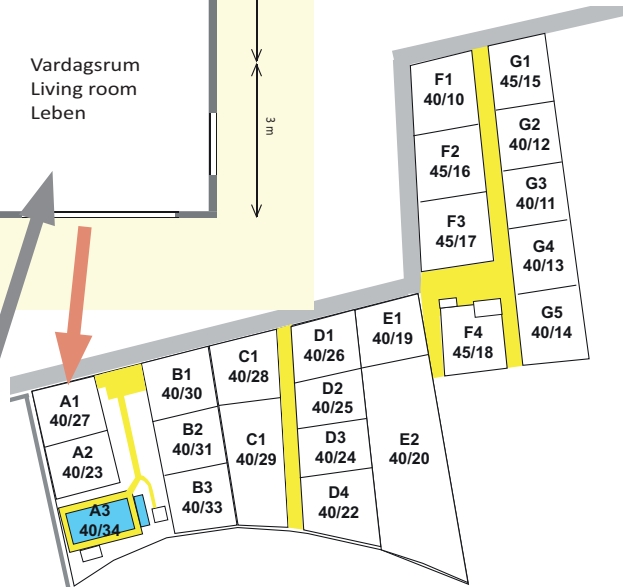 Vardagsrum
Living room
Leben
3 m
F1
40/10
F2
45/16
F3
45/17
F4
45/18
G1
45/15
G2
40/12
G3
40/11
G4
40/13
G5
40/14
A1
40/27
A2
40/23
A3
40/34
B1
40/30
B2
40/31
B3
40/33
C1
40/28
C1
40/29
D1
40/26
D2
40/25
D3
40/24
D4
40/22
E1
40/19
E2
40/20